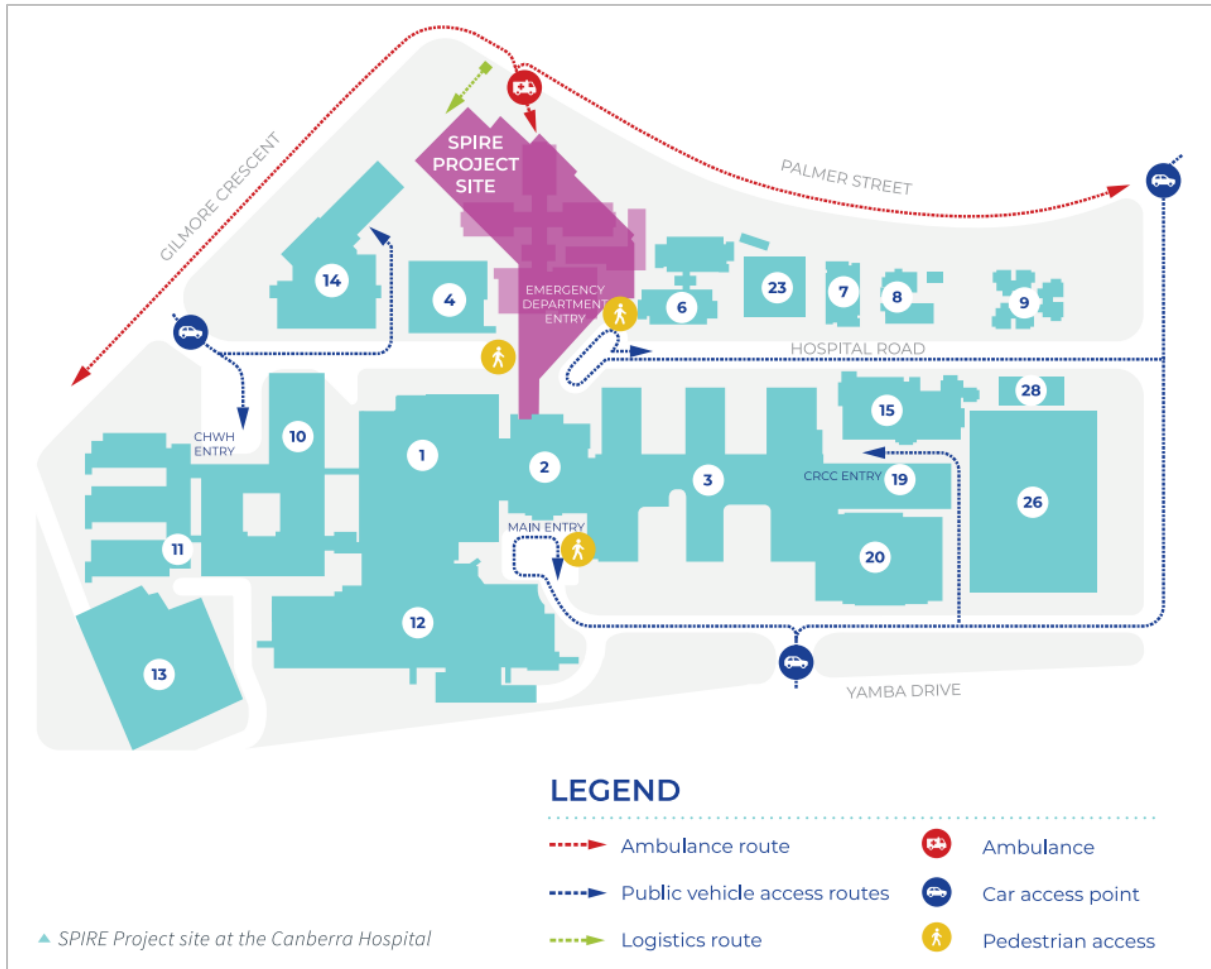 SPIRE
PROJECT
SITE
GILMORE CRESCENT
PALMER STREET
14
4
EMERGENCY
DEPARTMENT
ENTRY
6
23
7
8
9
HOSPITAL ROAD
CHWH
ENTRY
10
1
2
3
15
28
CRCC ENTRY
19
26
MAIN ENTRY
11
20
12
13
YAMBA DRIVE
LEGEND
Ambulance route
Ambulance
Public vehicle access routes
Car access point
Logistics route
Pedestrian access
SPIRE Project site at the Canberra Hospital